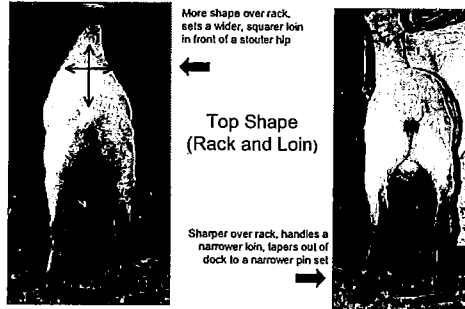 More shape over rack,
sets a wider, squarer loin
in front of a stouter hip
Top Shape
(Rack and Loin)
Sharper over rack, handles a
narrower loin, tapers out of
dock to a narrower pin set